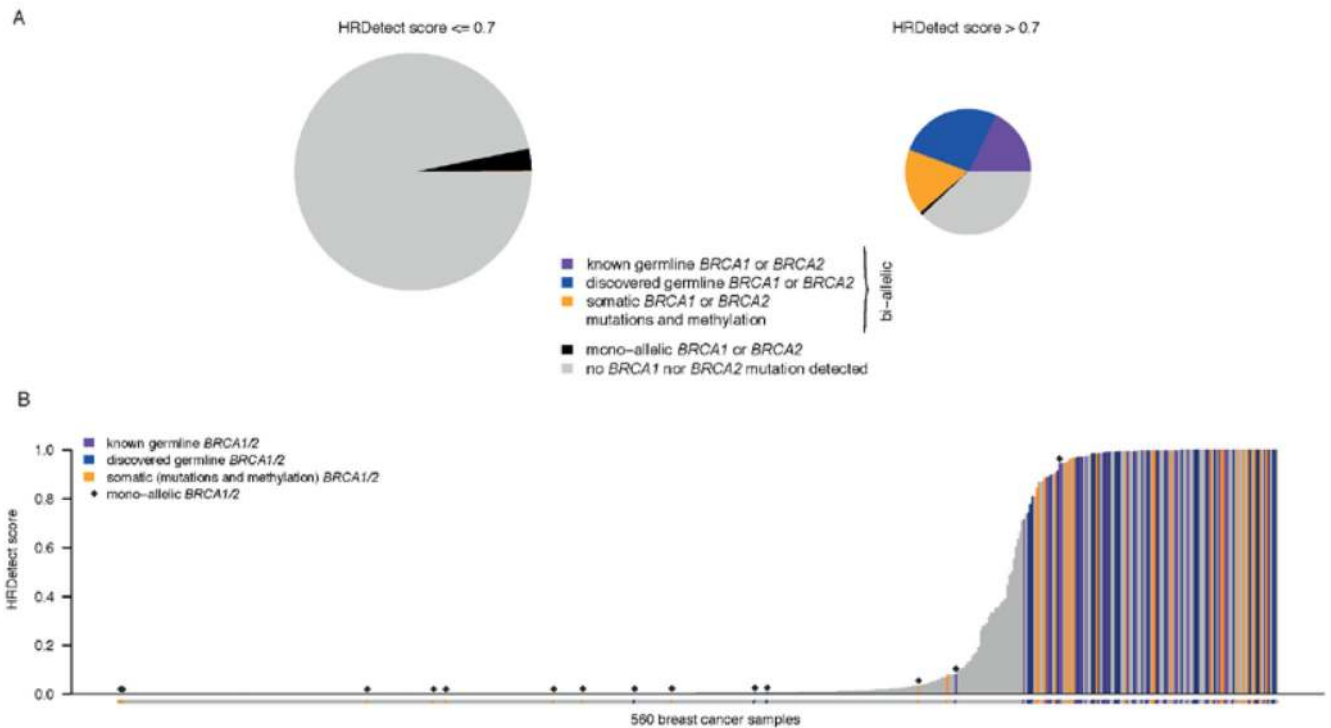 A
HRDetect score <= 0.7
HRDetect score > 0.7
known germline BRCA1 or BRCA2
discovered germline BRCA1 or BRCA2
somatic BRCA1 or BRCA2
mutations and methylation
bi-allelic
mono-allelic BRCA1 or BRCA2
no BRCA1 nor BRCA2 mutation detected
B
known germline BRCA1/2
discovered germline BRCA1/2
somatic (mutations and methylation) BRCA1/2
mono-allelic BRCA1/2
HRDetect score
1.0
0.8
0.6
0.4
0.2
0.0
560 breast cancer samples